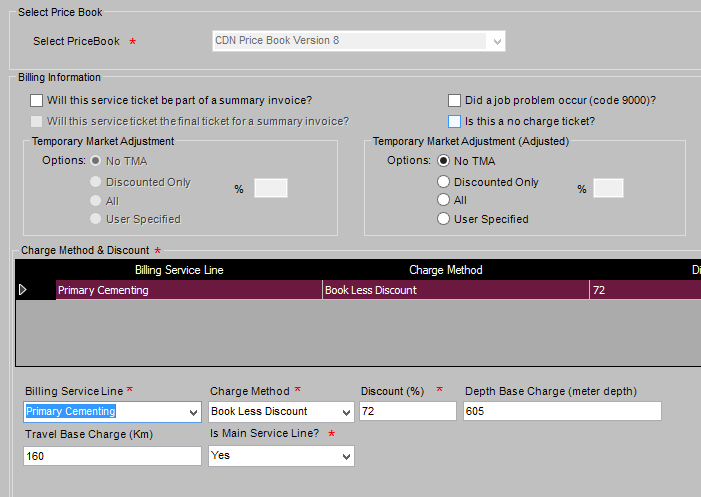 Select Price Book
Select PriceBook * CDN Price Book Version 8
Billing Information
Will this service ticket be part of a summary invoice? Did a job problem occur (code 9000)?
Will this service ticket the final ticket for a summary invoice? Is this a no charge ticket?
Temporary Market Adjustment Temporary Market Adjustment (Adjusted)
Options: No TMA Options: No TMA
Discounted Only % Discounted Only %
All All
User Specified User Specified
Charge Method & Discount *
Billing Service Line Charge Method Di
Primary Cementing Book Less Discount 72
Billing Service Line * Charge Method * Discount (%) * Depth Base Charge (meter depth)
Primary Cementing Book Less Discount 72 605
Travel Base Charge (Km) Is Main Service Line? *
160 Yes